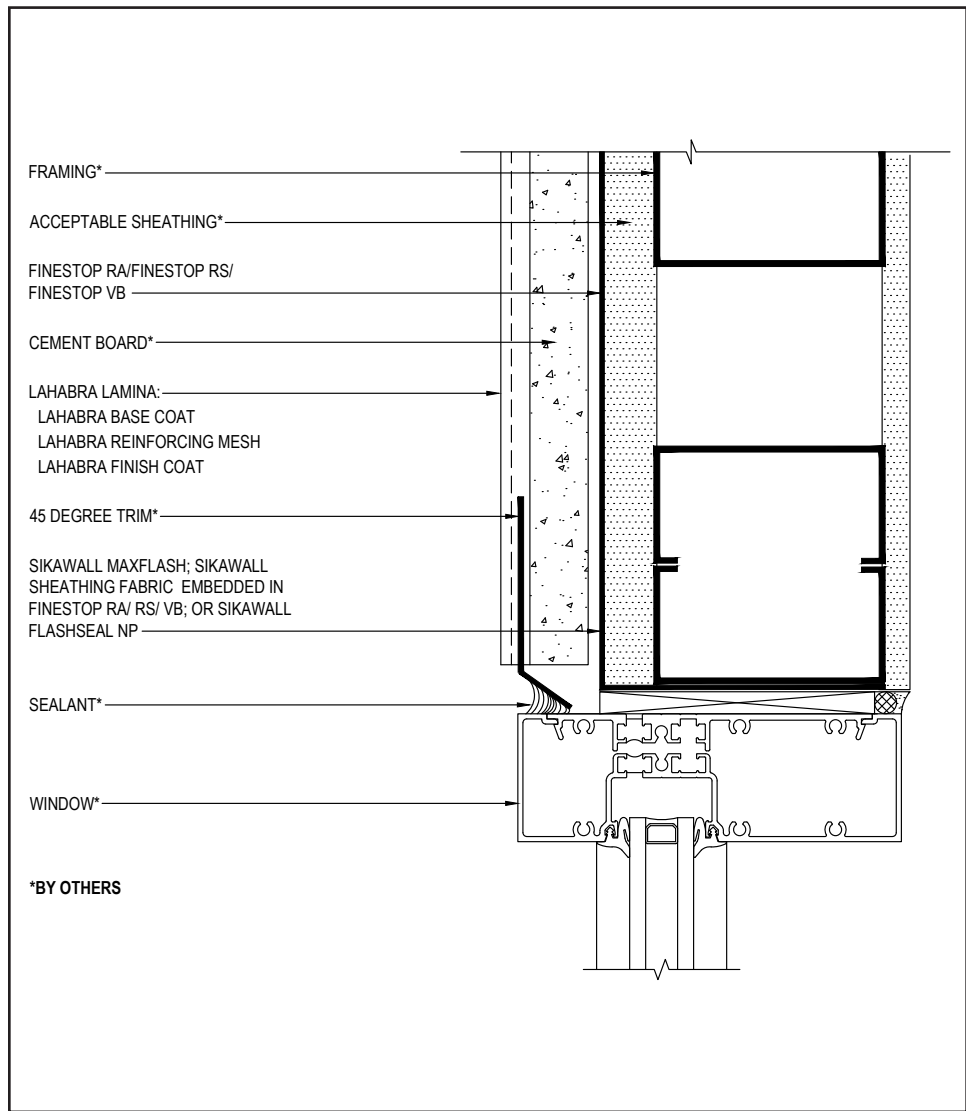 FRAMING*
ACCEPTABLE SHEATHING*
FINESTOP RA/FINESTOP RS/
FINESTOP VB
CEMENT BOARD*
LAHABRA LAMINA:
LAHABRA BASE COAT
LAHABRA REINFORCING MESH
LAHABRA FINISH COAT
45 DEGREE TRIM*
SIKAWALL MAXFLASH; SIKAWALL
SHEATHING FABRIC EMBEDDED IN
FINESTOP RA/ RS/ VB; OR SIKAWALL
FLASHSEAL NP
SEALANT*
WINDOW*
*BY OTHERS